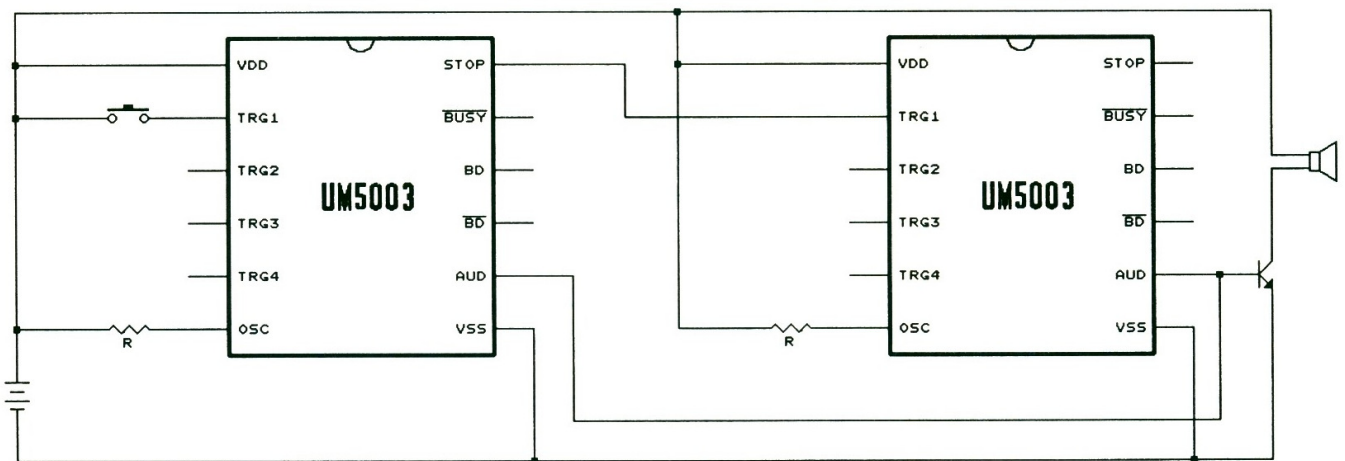 VDD
STOP
TRG1
BUSY
TRG2
BD
UM5003
TRG3
BD
TRG4
AUD
OSC
VSS
R
VDD
STOP
TRG1
BUSY
TRG2
BD
UM5003
TRG3
BD
TRG4
AUD
OSC
VSS
R